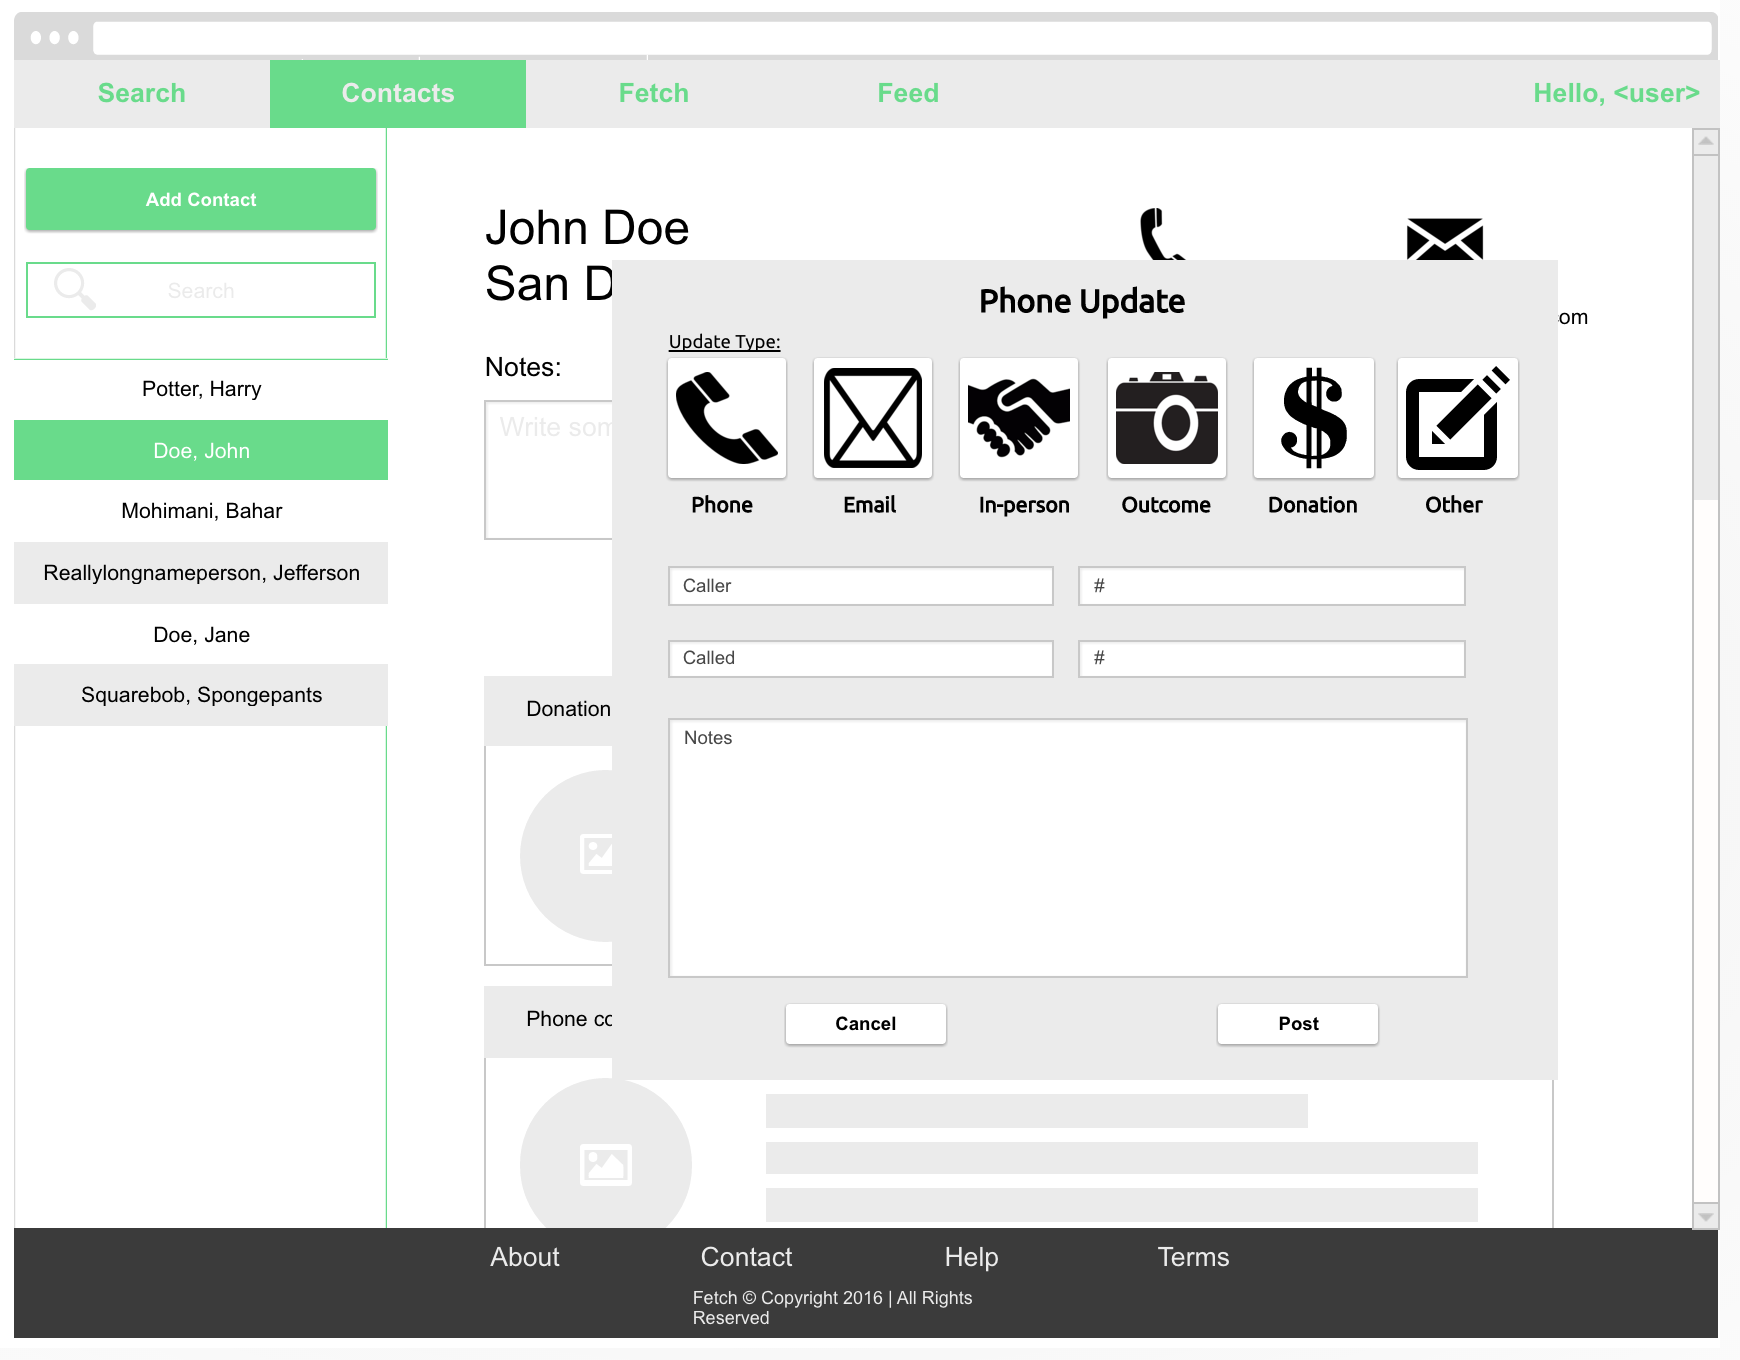 Search
Contacts
Fetch
Feed
Hello, <user>
Add Contact
Search
Potter, Harry
Doe, John
Mohimani, Bahar
Reallylongnameperson, Jefferson
Doe, Jane
Squarebob, Spongepants
John Doe
San D
om
Notes:
Write som
Donation
Phone co
Phone Update
Update Type:
Phone
Email
In-person
Outcome
Donation
Other
Caller
#
Called
#
Notes
Cancel
Post
About
Contact
Help
Terms
Fetch © Copyright 2016 | All Rights
Reserved